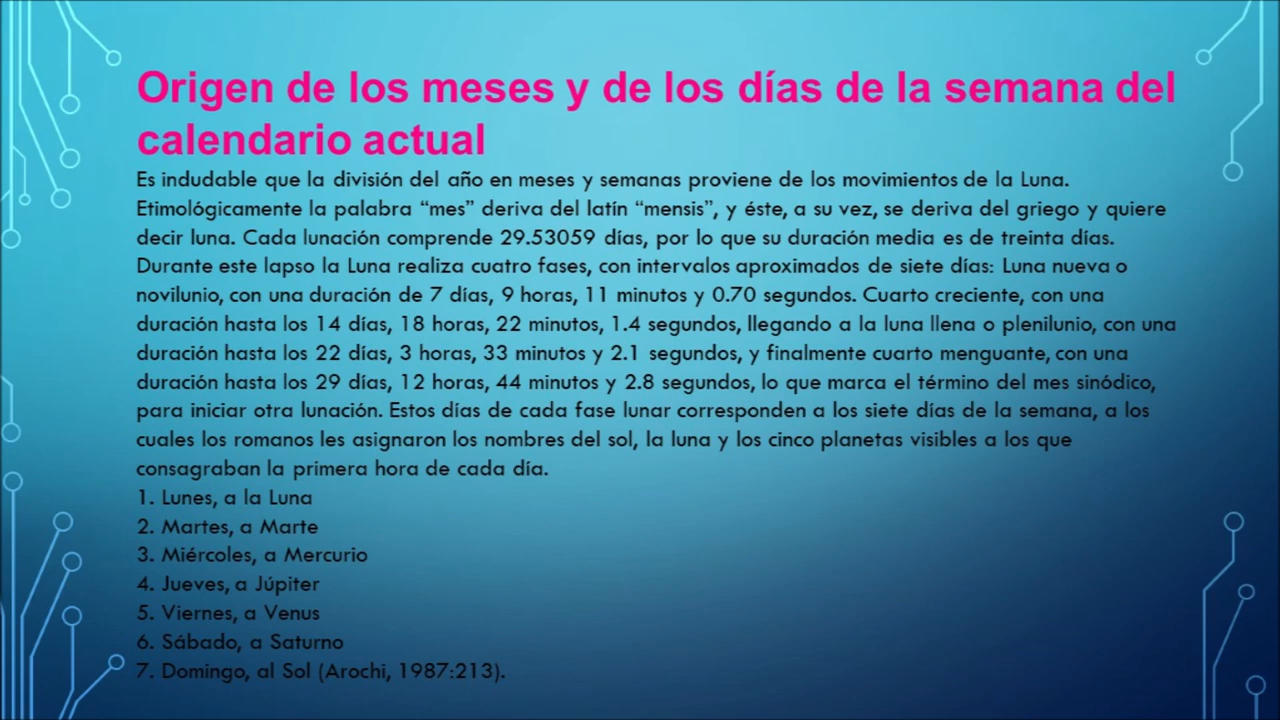 Origen de los meses y de los días de la semana del
calendario actual
Es indudable que la división del año en meses y semanas proviene de los movimientos de la Luna.
Etimológicamente la palabra “mes” deriva del latín “mensis”, y éste, a su vez, se deriva del griego y quiere
decir luna. Cada lunación comprende 29.53059 días, por lo que su duración media es de treinta días.
Durante este lapso la Luna realiza cuatro fases, con intervalos aproximados de siete días: Luna nueva o
novilunio, con una duración de 7 días, 9 horas, 11 minutos y 0.70 segundos. Cuarto creciente, con una
duración hasta los 14 días, 18 horas, 22 minutos, 1.4 segundos, llegando a la luna llena o plenilunio, con una
duración hasta los 22 días, 3 horas, 33 minutos y 2.1 segundos, y finalmente cuarto menguante, con una
duración hasta los 29 días, 12 horas, 44 minutos y 2.8 segundos, lo que marca el término del mes sinódico,
para iniciar otra lunación. Estos días de cada fase lunar corresponden a los siete días de la semana, a los
cuales los romanos les asignaron los nombres del sol, la luna y los cinco planetas visibles a los que
consagraban la primera hora de cada día.
1. Lunes, a la Luna
2. Martes, a Marte
3. Miércoles, a Mercurio
4. Jueves, a Júpiter
5. Viernes, a Venus
6. Sábado, a Saturno
7. Domingo, al Sol (Arochi, 1987:213).